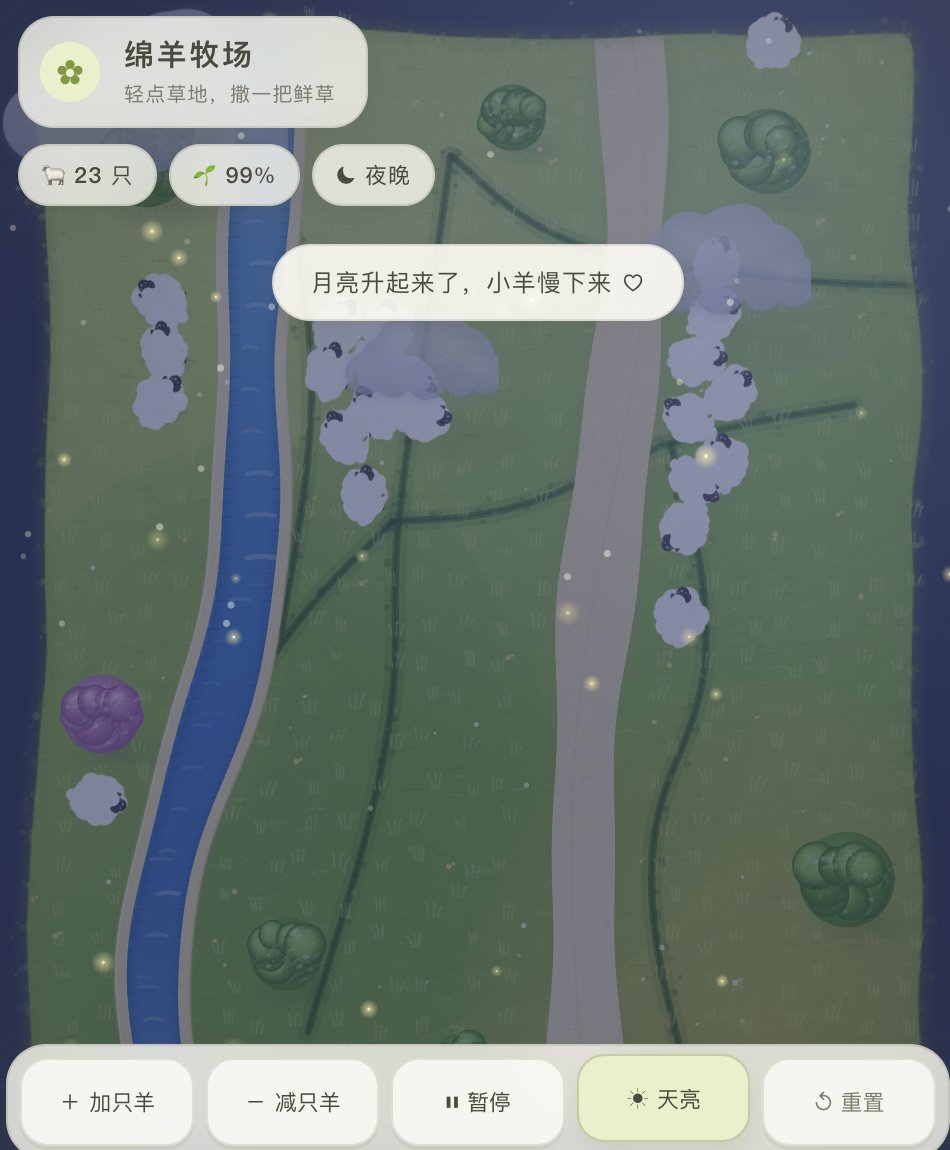 绵羊牧场
轻点草地，撒一把鲜草
23 只
99%
夜晚
月亮升起来了，小羊慢下来 ♡
+ 加只羊
− 减只羊
暂停
天亮
重置